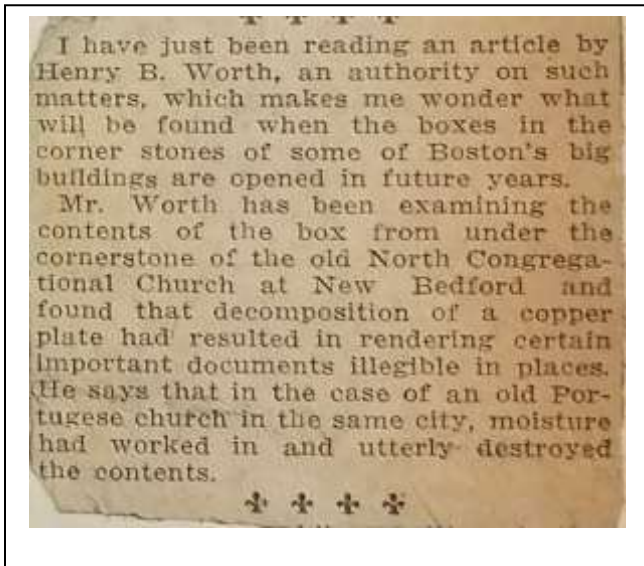 I have just been reading an article by
Henry B. Worth, an authority on such
matters, which makes me wonder what
will be found when the boxes in the
corner stones of some of Boston's big
buildings are opened in future years.
Mr. Worth has been examining the
contents of the box from under the
cornerstone of the old North Congrega-
tional Church at New Bedford and
found that decomposition of a copper
plate had resulted in rendering certain
important documents illegible in places.
He says that in the case of an old Por-
tugese church in the same city, moisture
had worked in and utterly destroyed
the contents.